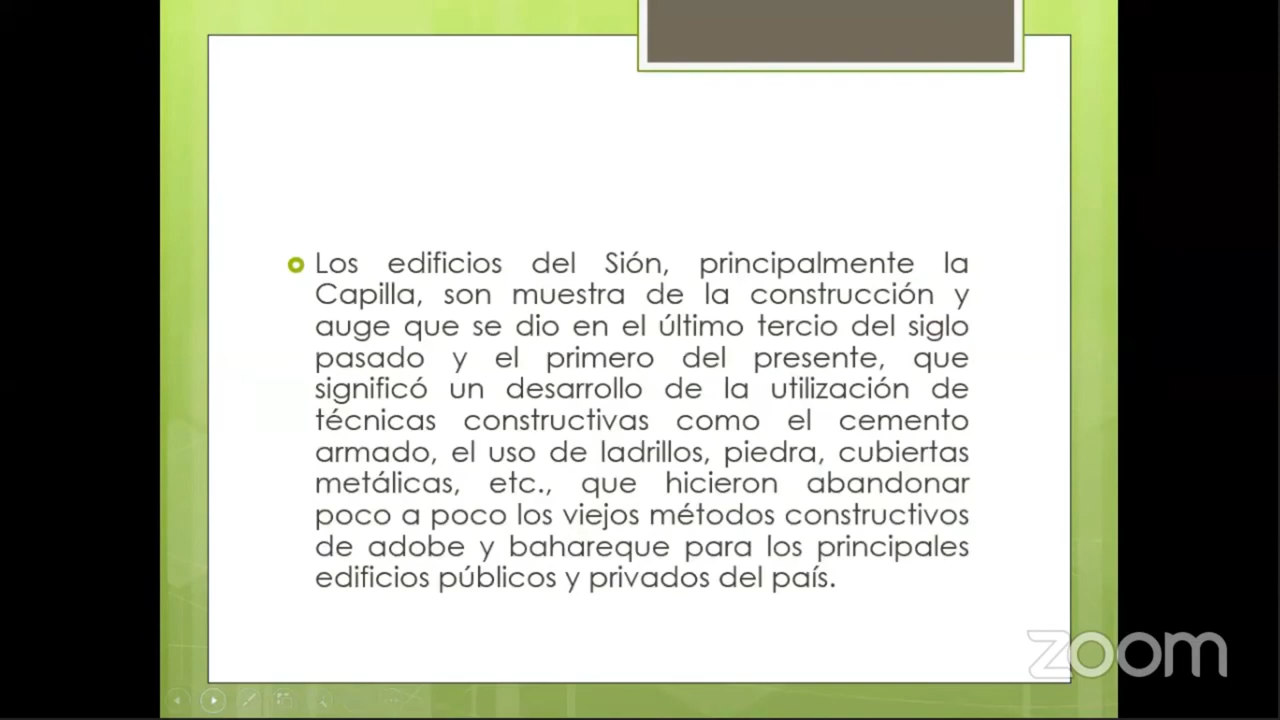 Los edificios del Sión, principalmente la
Capilla, son muestra de la construcción y
auge que se dio en el último tercio del siglo
pasado y el primero del presente, que
significó un desarrollo de la utilización de
técnicas constructivas como el cemento
armado, el uso de ladrillos, piedra, cubiertas
metálicas, etc., que hicieron abandonar
poco a poco los viejos métodos constructivos
de adobe y bahareque para los principales
edificios públicos y privados del país.
zoom